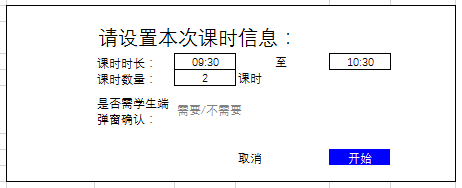 请设置本次课时信息：
课时时长： 09:30 至 10:30
课时数量： 2 课时
是否需学生端
弹窗确认： 需要/不需要
取消 开始